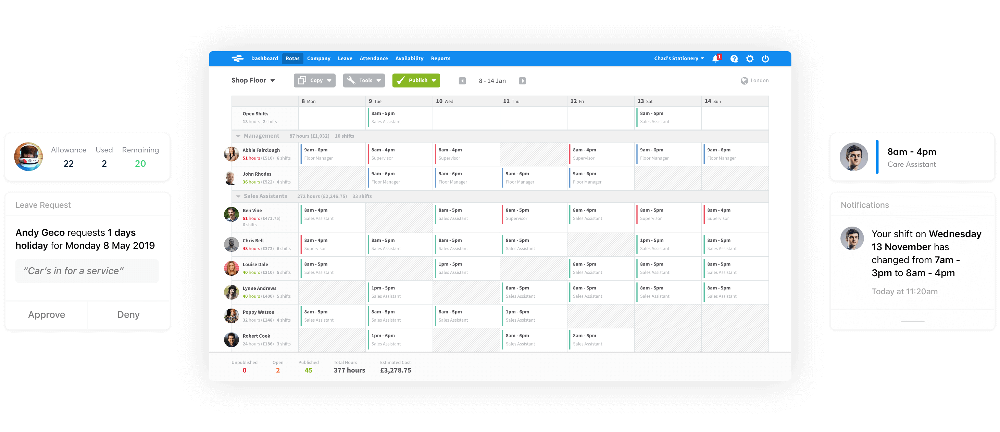 Allowance Used Remaining
22 2 20
Leave Request
Andy Geco requests 1 days
holiday for Monday 8 May 2019
“Car’s in for a service”
Approve Deny
Dashboard Rotas Company Leave Attendance Availability Reports Chad's Stationery 1
Shop Floor Copy Tools Publish 8 - 14 Jan London
8 Mon 9 Tue 10 Wed 11 Thu 12 Fri 13 Sat 14 Sun
Open Shifts 8am - 5pm 8am - 5pm
18 hours 2 shifts Sales Assistant Sales Assistant
Management 87 hours (£1,032) 10 shifts
Abbie Fairclough 9am - 6pm 8am - 4pm 8am - 4pm 8am - 4pm 9am - 6pm 9am - 6pm
51 hours (£510) 6 shifts Floor Manager Supervisor Supervisor Supervisor Floor Manager Floor Manager
John Rhodes 9am - 6pm 9am - 6pm 9am - 6pm 9am - 6pm
36 hours (£522) 4 shifts Floor Manager Floor Manager Floor Manager Floor Manager
Sales Assistants 272 hours (£2,246.75) 33 shifts
Ben Vine 8am - 4pm 8am - 5pm 8am - 5pm 8am - 4pm 8am - 5pm 8am - 4pm
51 hours (£471.75) Sales Assistant Sales Assistant Supervisor Sales Assistant Supervisor Supervisor
6 shifts
Chris Bell 8am - 4pm 8am - 5pm 8am - 5pm 8am - 5pm 1pm - 5pm 8am - 5pm
48 hours (£372) 6 shifts Supervisor Sales Assistant Sales Assistant Sales Assistant Sales Assistant Sales Assistant
Louise Dale 8am - 5pm 1pm - 5pm 8am - 5pm 8am - 5pm 8am - 5pm
40 hours (£310) 5 shifts Sales Assistant Sales Assistant Sales Assistant Sales Assistant Sales Assistant
Lynne Andrews 1pm - 5pm 8am - 5pm 8am - 5pm 8am - 5pm 8am - 5pm
40 hours (£400) 5 shifts Sales Assistant Sales Assistant Sales Assistant Sales Assistant Sales Assistant
Poppy Watson 8am - 5pm 8am - 5pm 8am - 5pm 1pm - 6pm
32 hours (£248) 4 shifts Sales Assistant Sales Assistant Sales Assistant Sales Assistant
Robert Cook 1pm - 6pm 8am - 6pm 8am - 5pm
24 hours (£186) 3 shifts Sales Assistant Sales Assistant Sales Assistant
Unpublished Open Published Total Hours Estimated Cost
0 2 45 377 hours £3,278.75
8am - 4pm
Care Assistant
Notifications
Your shift on Wednesday
13 November has
changed from 7am -
3pm to 8am - 4pm
Today at 11:20am